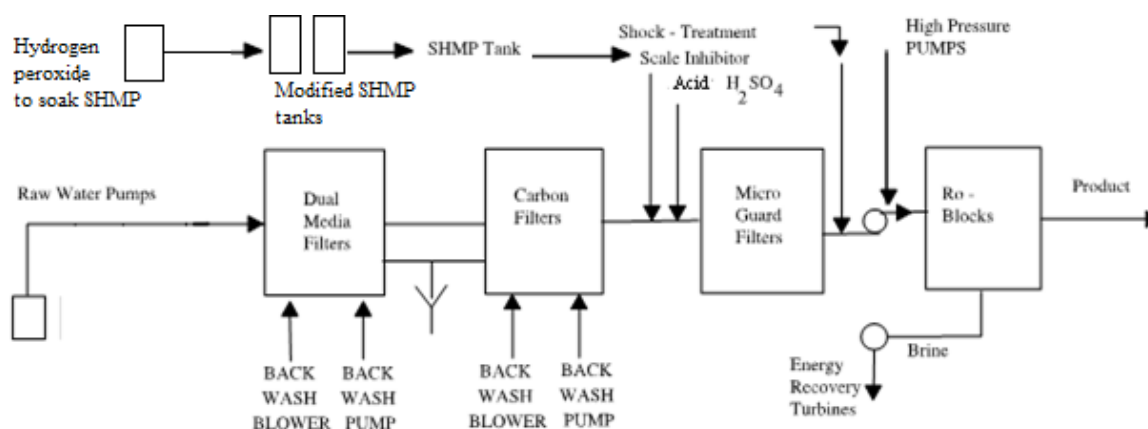 Hydrogen
peroxide
to soak SHMP
Modified SHMP
tanks
SHMP Tank
Shock - Treatment
Scale Inhibitor
Acid H2SO4
High Pressure
PUMPS
Raw Water Pumps
Dual
Media
Filters
Carbon
Filters
Micro
Guard
Filters
Ro -
Blocks
Product
BACK
WASH
BLOWER
BACK
WASH
PUMP
BACK
WASH
BLOWER
BACK
WASH
PUMP
Brine
Energy
Recovery
Turbines